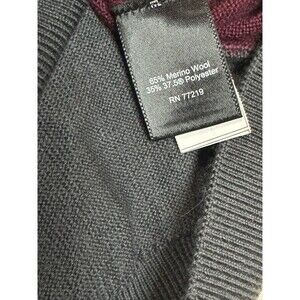 65% Merino Wool
35% 37.5® Polyester
RN 77219